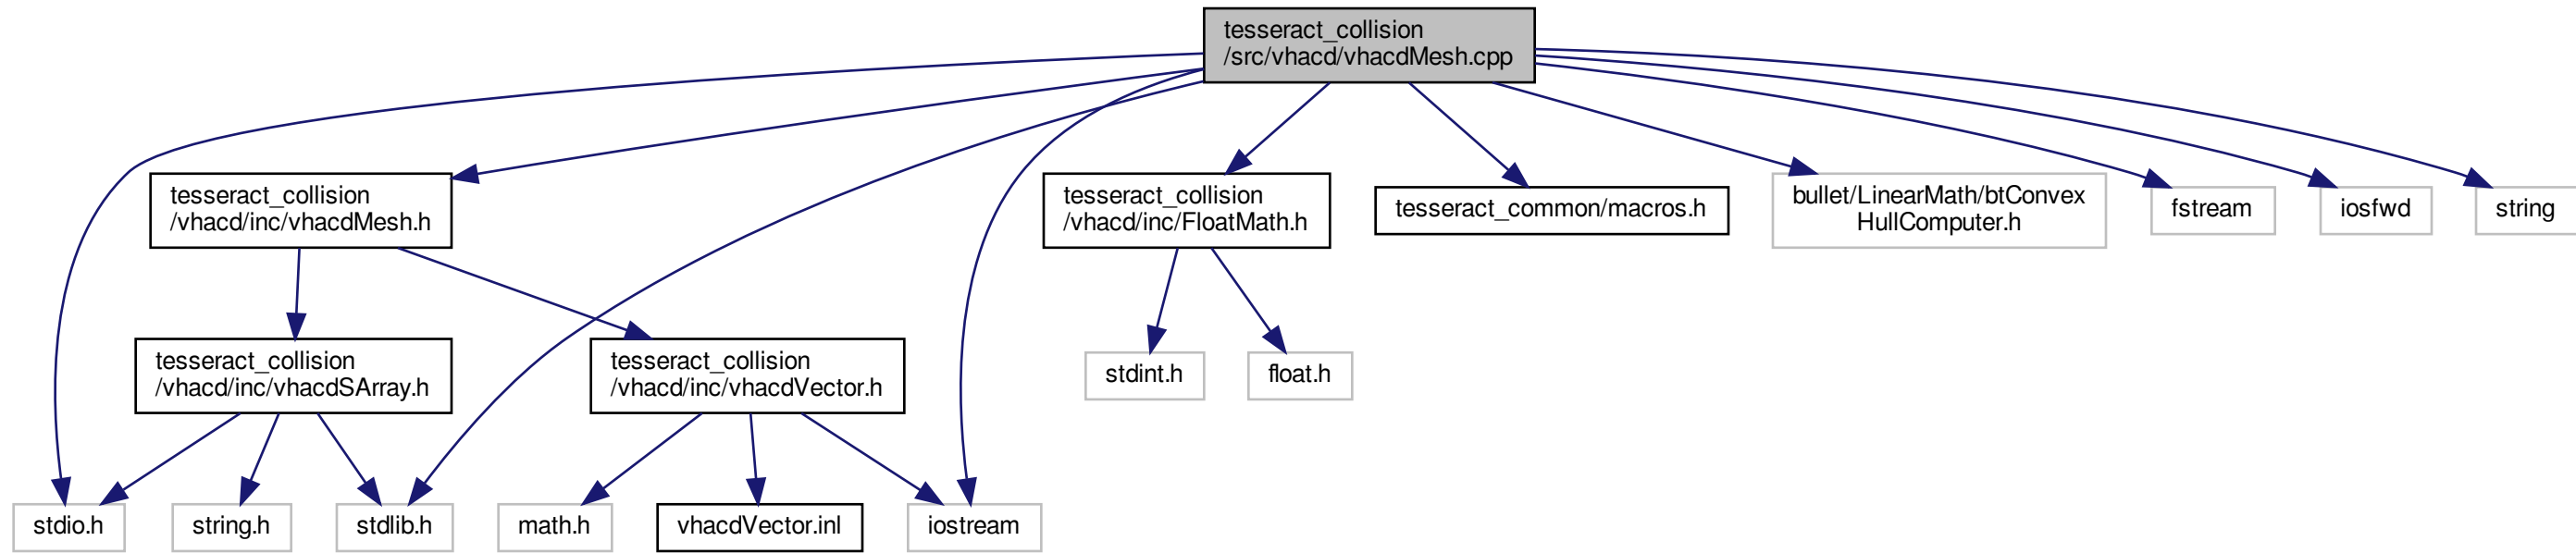 tesseract_collision
/src/vhacd/vhacdMesh.cpp
tesseract_collision
/vhacd/inc/vhacdMesh.h
tesseract_collision
/vhacd/inc/FloatMath.h
tesseract_common/macros.h
bullet/LinearMath/btConvex
HullComputer.h
fstream
iosfwd
string
tesseract_collision
/vhacd/inc/vhacdSArray.h
tesseract_collision
/vhacd/inc/vhacdVector.h
stdint.h
float.h
stdio.h
string.h
stdlib.h
math.h
vhacdVector.inl
iostream